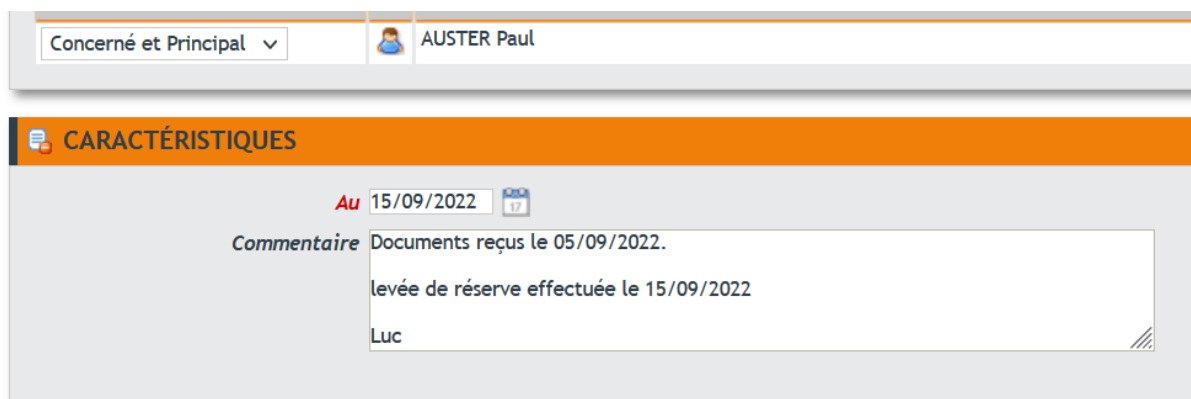 Concerné et Principal AUSTER Paul
CARACTÉRISTIQUES
Au 15/09/2022 17
Commentaire Documents reçus le 05/09/2022.
levée de réserve effectuée le 15/09/2022
Luc